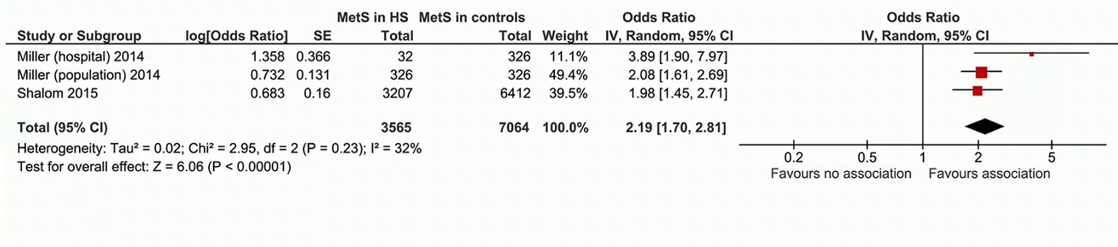 MetS in HS MetS in controls Odds Ratio Odds Ratio
Study or Subgroup log[Odds Ratio] SE Total Total Weight IV, Random, 95% CI IV, Random, 95% CI
Miller (hospital) 2014 1.358 0.366 32 326 11.1% 3.89 [1.90, 7.97]
Miller (population) 2014 0.732 0.131 326 326 49.4% 2.08 [1.61, 2.69]
Shalom 2015 0.683 0.16 3207 6412 39.5% 1.98 [1.45, 2.71]
Total (95% CI) 3565 7064 100.0% 2.19 [1.70, 2.81]
Heterogeneity: Tau² = 0.02; Chi² = 2.95, df = 2 (P = 0.23); I² = 32%
Test for overall effect: Z = 6.06 (P < 0.00001)
0.2 0.5 1 2 5
Favours no association Favours association